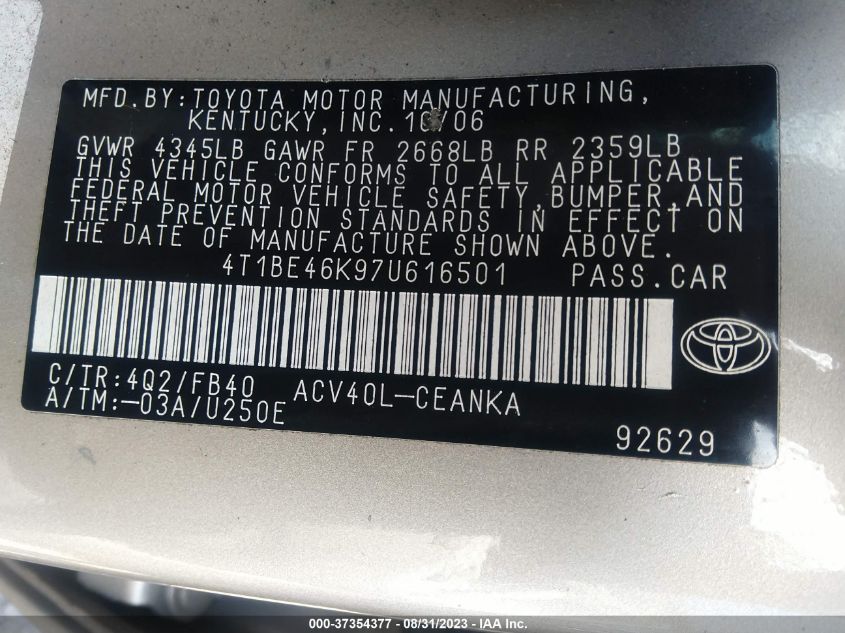 MFD.BY:TOYOTA MOTOR MANUFACTURING,
KENTUCKY,INC. 10/06
GVWR 4345LB GAWR FR 2668LB RR 2359LB
THIS VEHICLE CONFORMS TO ALL APPLICABLE
FEDERAL MOTOR VEHICLE SAFETY,BUMPER,AND
THEFT PREVENTION STANDARDS IN EFFECT ON
THE DATE OF MANUFACTURE SHOWN ABOVE.
4T1BE46K97U616501 PASS.CAR
C/TR:4Q2/FB40 ACV40L-CEANKA
A/TM:-03A/U250E
92629
000-37354377 - 08/31/2023 - IAA Inc.